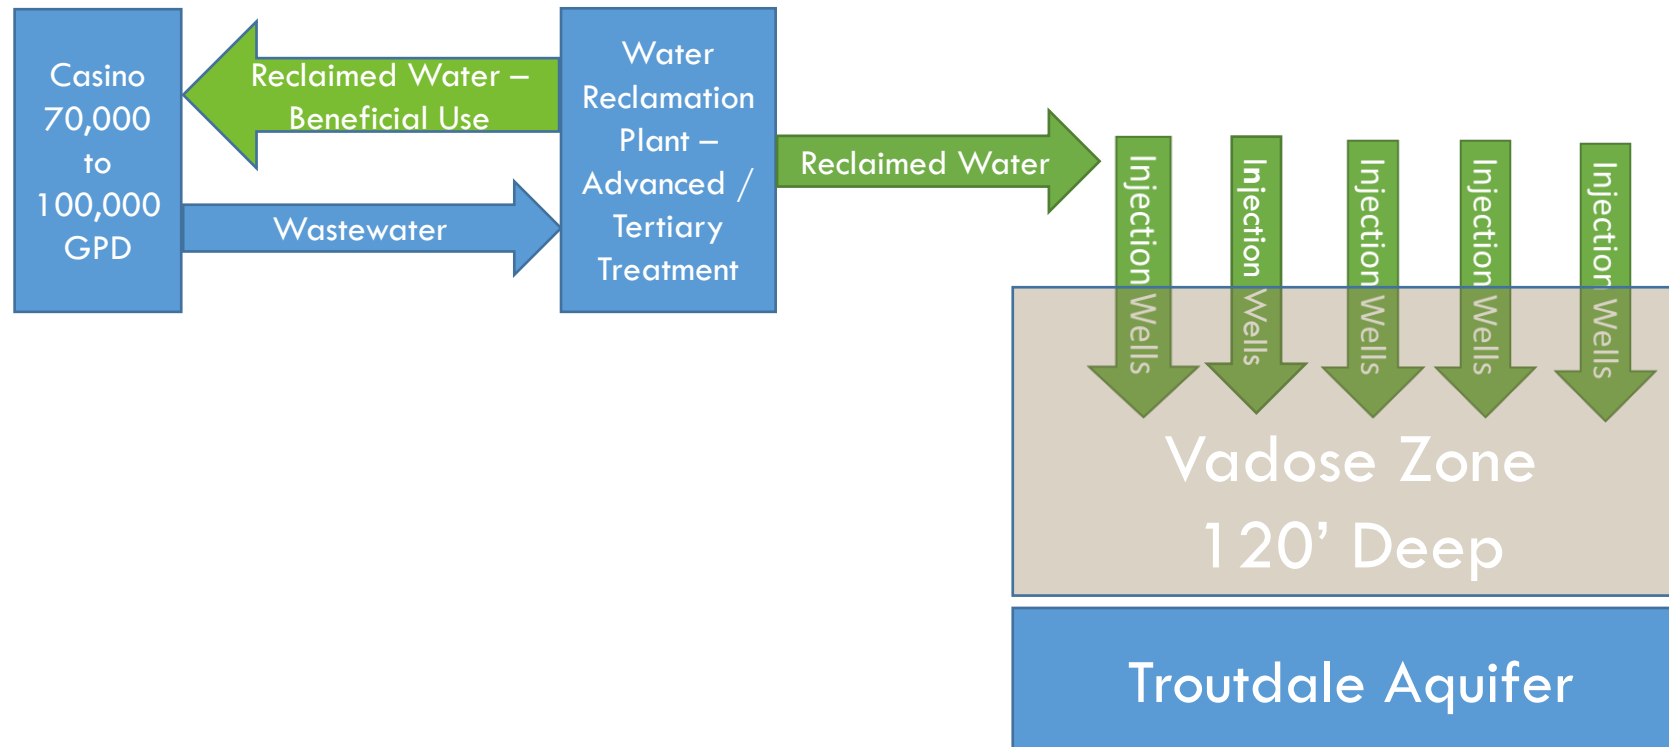 Casino
70,000
to
100,000
GPD
Reclaimed Water –
Beneficial Use
Wastewater
Water
Reclamation
Plant –
Advanced /
Tertiary
Treatment
Reclaimed Water
Injection Wells
Injection Wells
Injection Wells
Injection Wells
Injection Wells
Vadose Zone
120’ Deep
Troutdale Aquifer